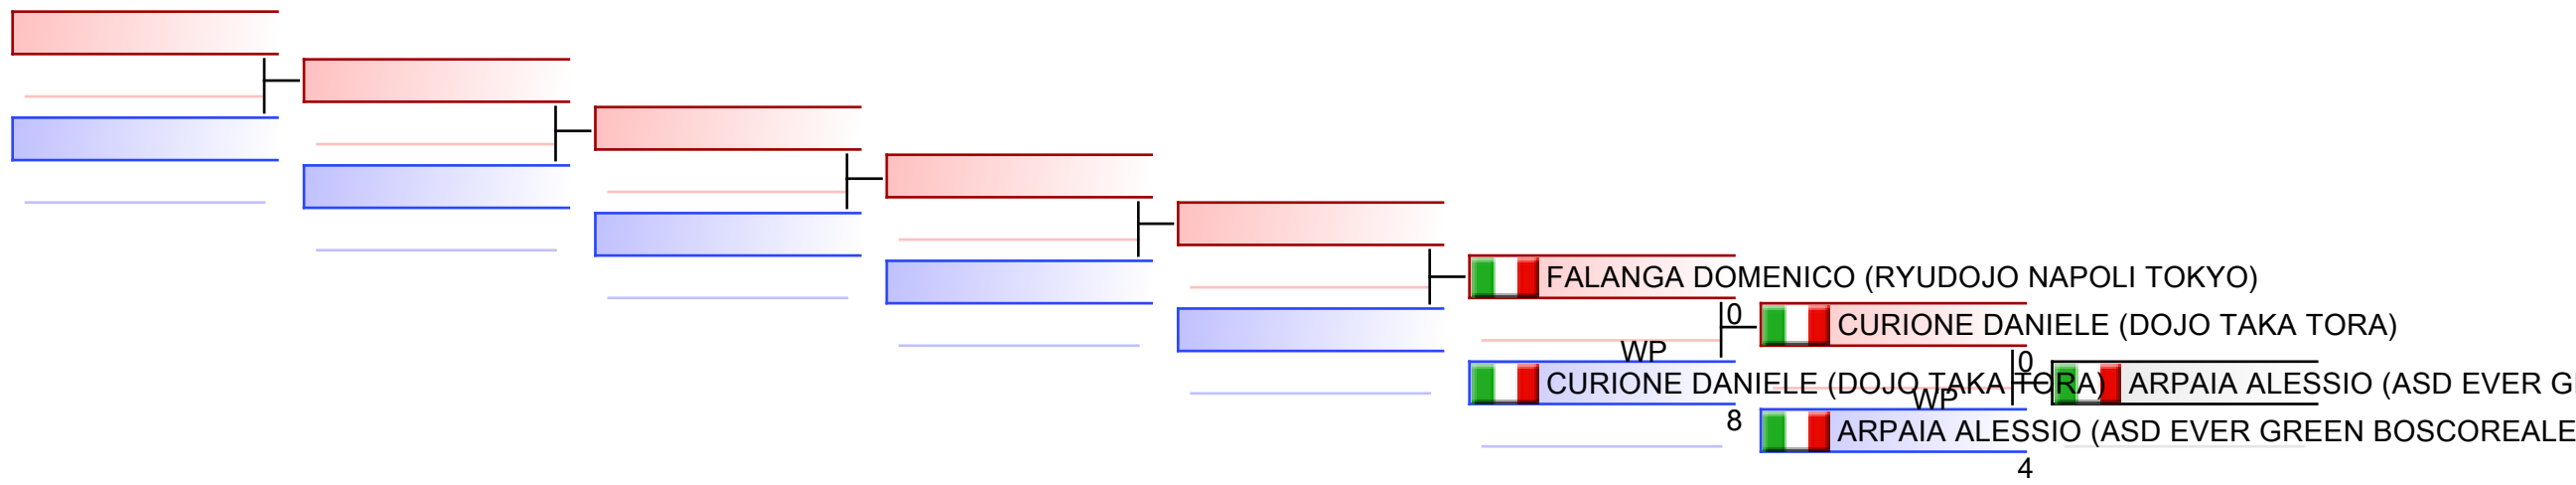 FALANGA DOMENICO (RYUDOJO NAPOLI TOKYO)
0
CURIONE DANIELE (DOJO TAKA TORA)
WP
0
CURIONE DANIELE (DOJO TAKA TORA)
ARPAIA ALESSIO (ASD EVER G
WP
8
ARPAIA ALESSIO (ASD EVER GREEN BOSCOREALE
4